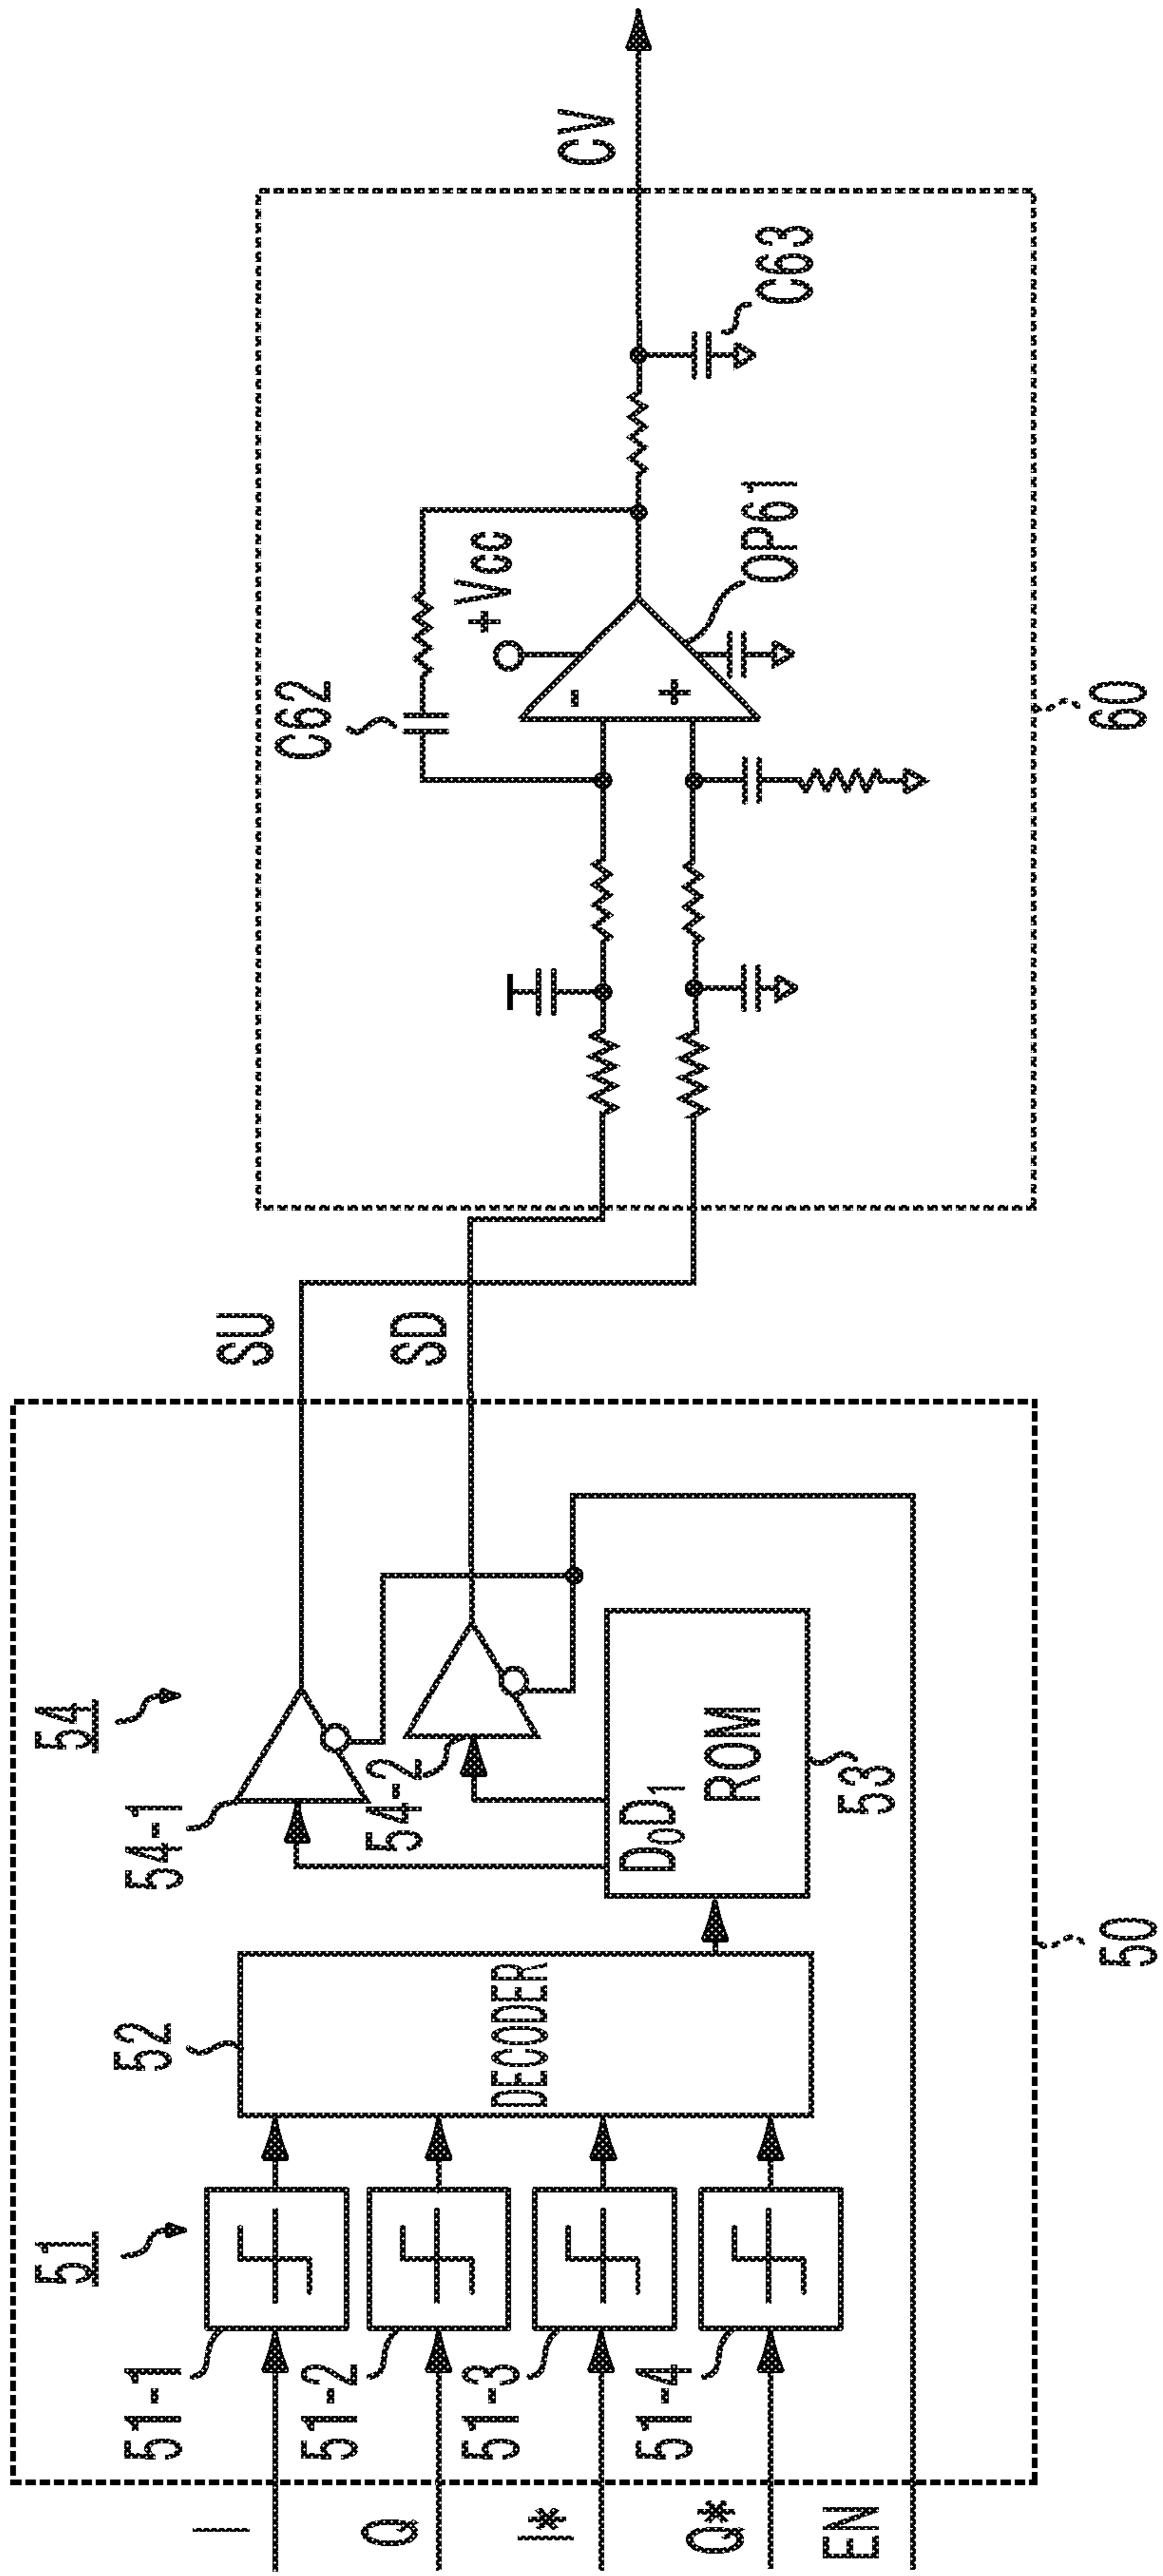 I
Q
I*
Q*
EN
51
51-1
51-2
51-3
51-4
52
DECODER
54
54-1
54-2
D₀D₁
ROM
53
50
SU
SD
C62
+Vcc
-
+
OP61
C63
60
CV